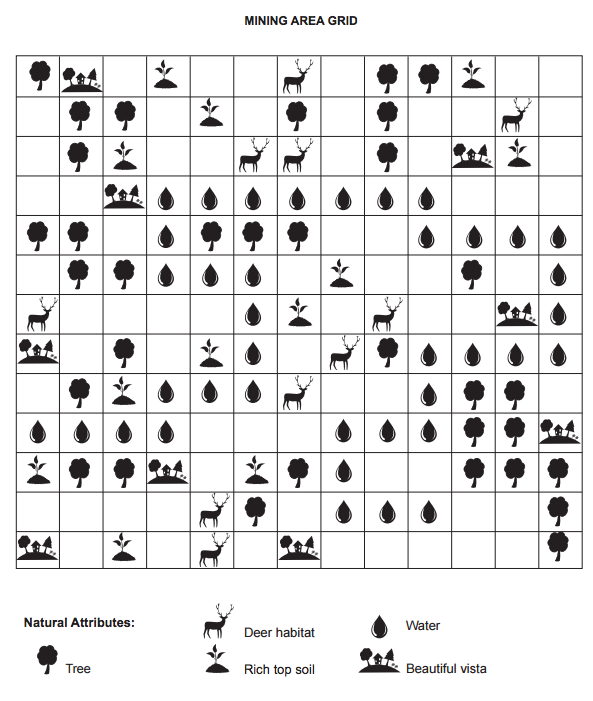 MINING AREA GRID
Natural Attributes:
Deer habitat
Water
Tree
Rich top soil
Beautiful vista